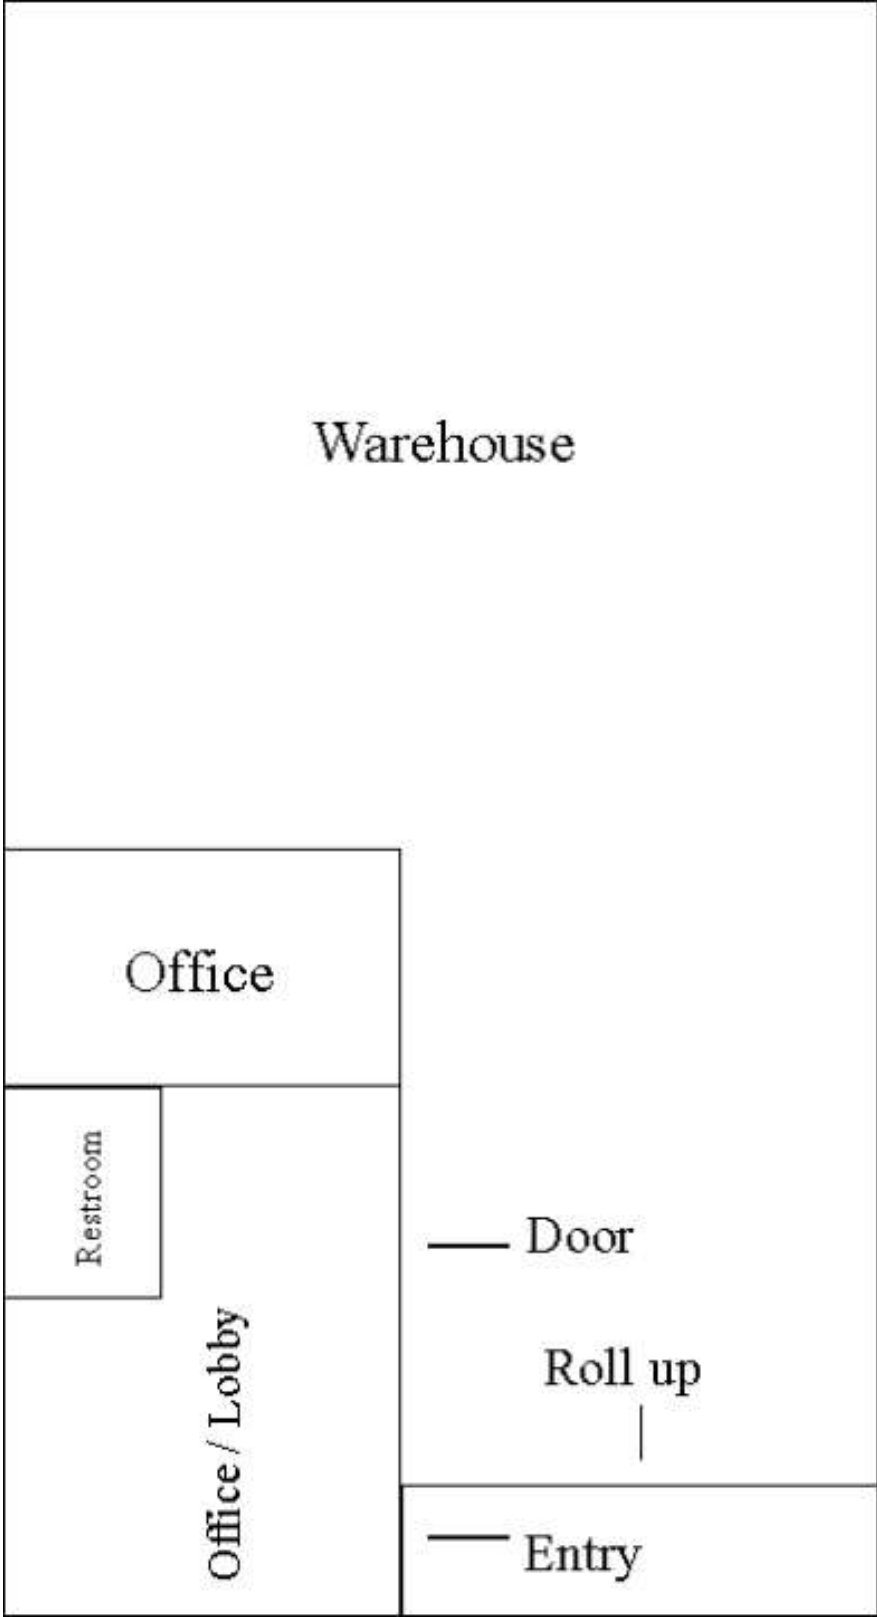 Warehouse
Office
Restroom
Door
Office / Lobby
Roll up
Entry